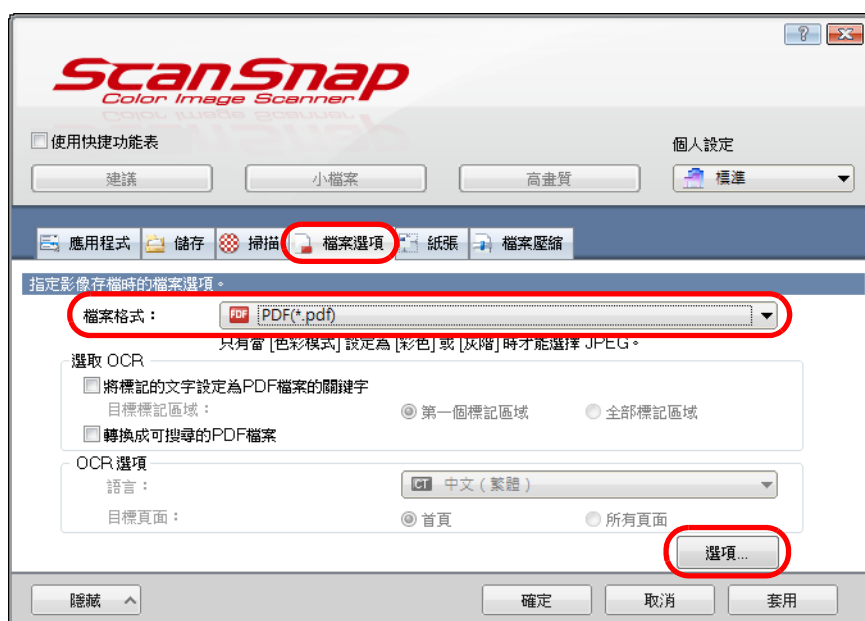 ScanSnap
Color Image Scanner
使用快捷功能表
個人設定
建議 小檔案 高畫質 標準
應用程式 儲存 掃描 檔案選項 紙張 檔案壓縮
指定影像存檔時的檔案選項。
檔案格式： PDF PDF(*.pdf)
只有當 [色彩模式] 設定為 [彩色] 或 [灰階] 時才能選擇 JPEG。
選取 OCR
將標記的文字設定為PDF檔案的關鍵字
目標標記區域： 第一個標記區域 全部標記區域
轉換成可搜尋的PDF檔案
OCR 選項
語言： CT 中文 ( 繁體 )
目標頁面： 首頁 所有頁面
選項...
隱藏 確定 取消 套用